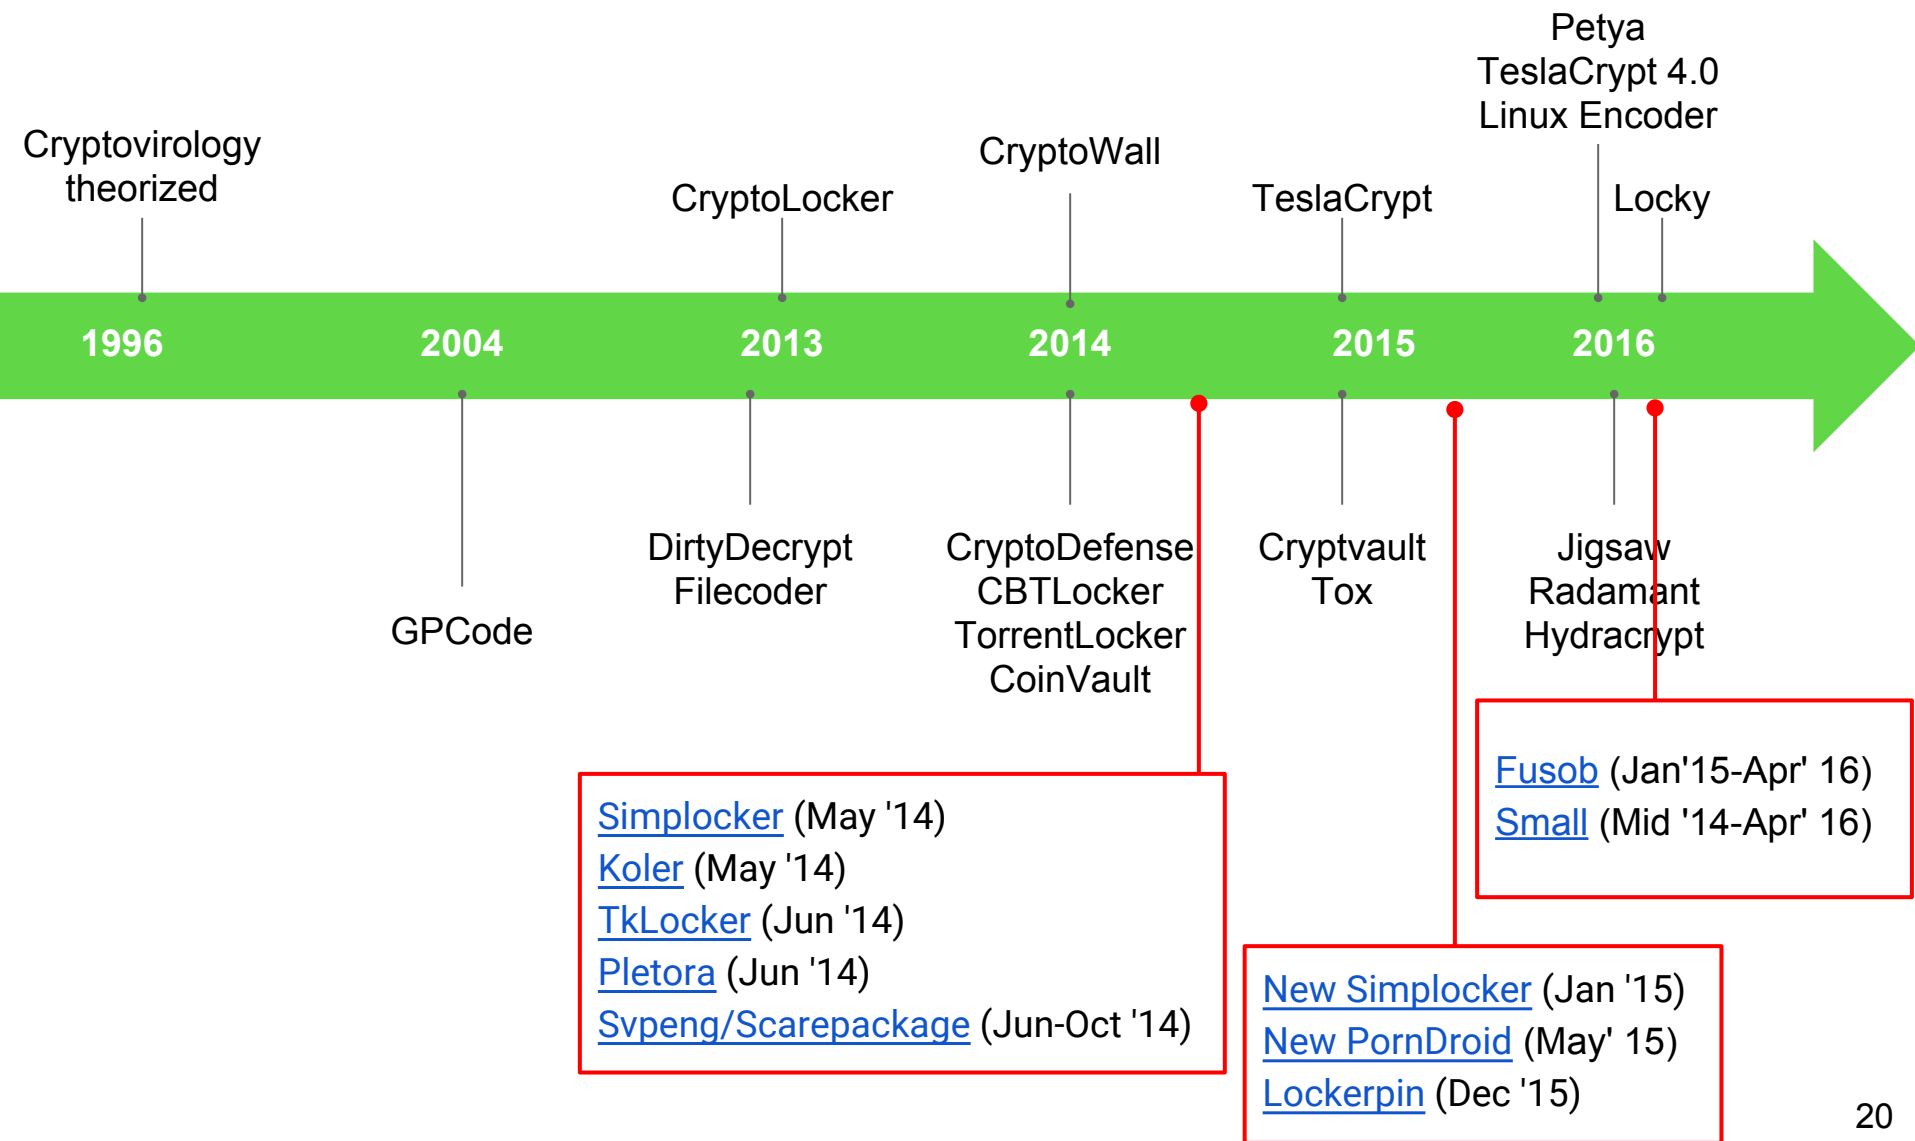 Petya
TeslaCrypt 4.0
Linux Encoder
Cryptovirology
theorized
CryptoWall
CryptoLocker
TeslaCrypt
Locky
1996
2004
2013
2014
2015
2016
GPCode
DirtyDecrypt
Filecoder
CryptoDefense
CBTLocker
TorrentLocker
CoinVault
Cryptvault
Tox
Jigsaw
Radamant
Hydracrypt
Simplocker (May '14)
Koler (May '14)
TkLocker (Jun '14)
Pletora (Jun '14)
Svpeng/Scarepackage (Jun-Oct '14)
New Simplocker (Jan '15)
New PornDroid (May' 15)
Lockerpin (Dec '15)
Fusob (Jan'15-Apr' 16)
Small (Mid '14-Apr' 16)
20